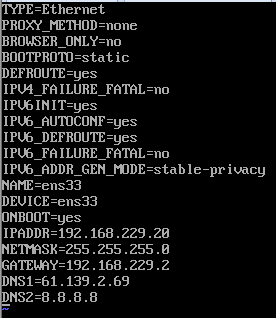 TYPE=Ethernet
PROXY_METHOD=none
BROWSER_ONLY=no
BOOTPROTO=static
DEFROUTE=yes
IPV4_FAILURE_FATAL=no
IPV6INIT=yes
IPV6_AUTOCONF=yes
IPV6_DEFROUTE=yes
IPV6_FAILURE_FATAL=no
IPV6_ADDR_GEN_MODE=stable-privacy
NAME=ens33
DEVICE=ens33
ONBOOT=yes
IPADDR=192.168.229.20
NETMASK=255.255.255.0
GATEWAY=192.168.229.2
DNS1=61.139.2.69
DNS2=8.8.8.8
~